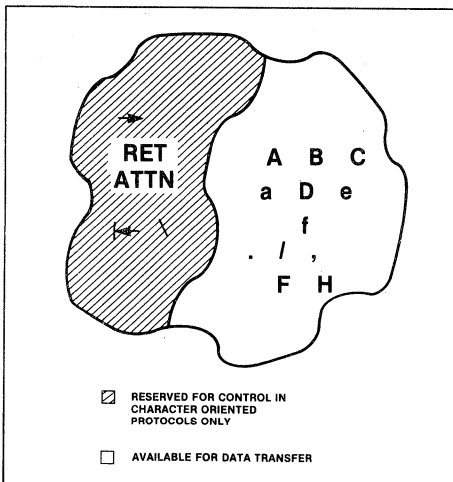 RET
ATTN
A B C
a D e
f
. / ,
F H
RESERVED FOR CONTROL IN
CHARACTER ORIENTED
PROTOCOLS ONLY
AVAILABLE FOR DATA TRANSFER